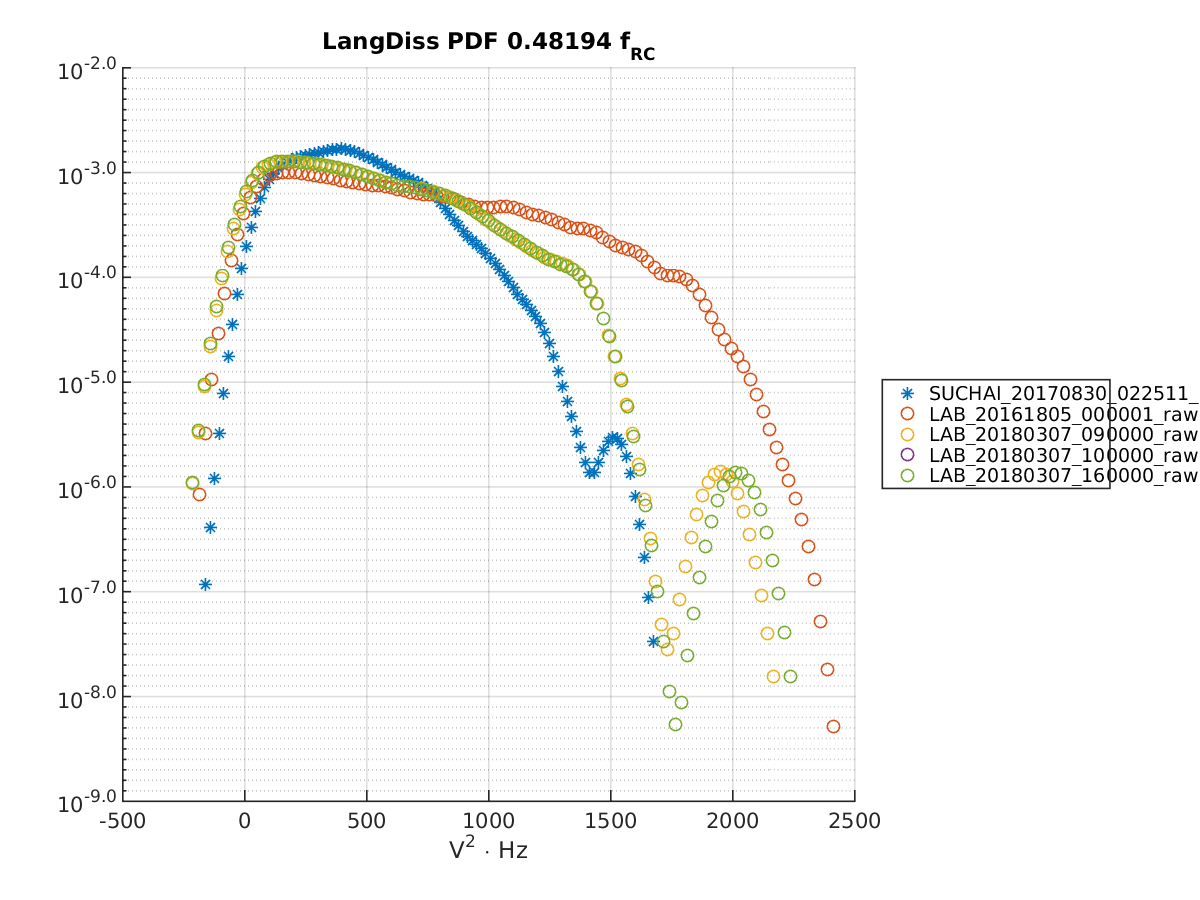 LangDiss PDF 0.48194 f_RC
10^-2.0
10^-3.0
10^-4.0
10^-5.0
10^-6.0
10^-7.0
10^-8.0
10^-9.0
-500 0 500 1000 1500 2000 2500
V^2 · Hz
SUCHAI_20170830_022511_
LAB_20161805_000001_raw
LAB_20180307_090000_raw
LAB_20180307_100000_raw
LAB_20180307_160000_raw